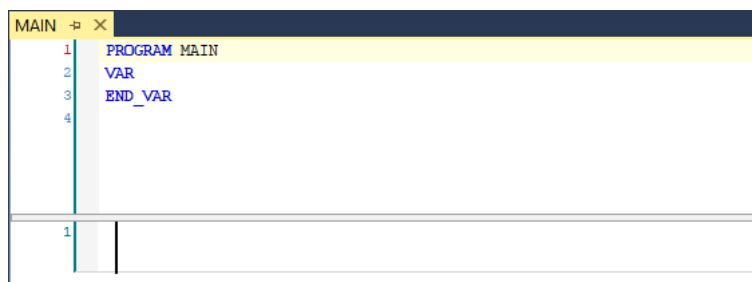 MAIN
1 PROGRAM MAIN
2 VAR
3 END_VAR
4
1